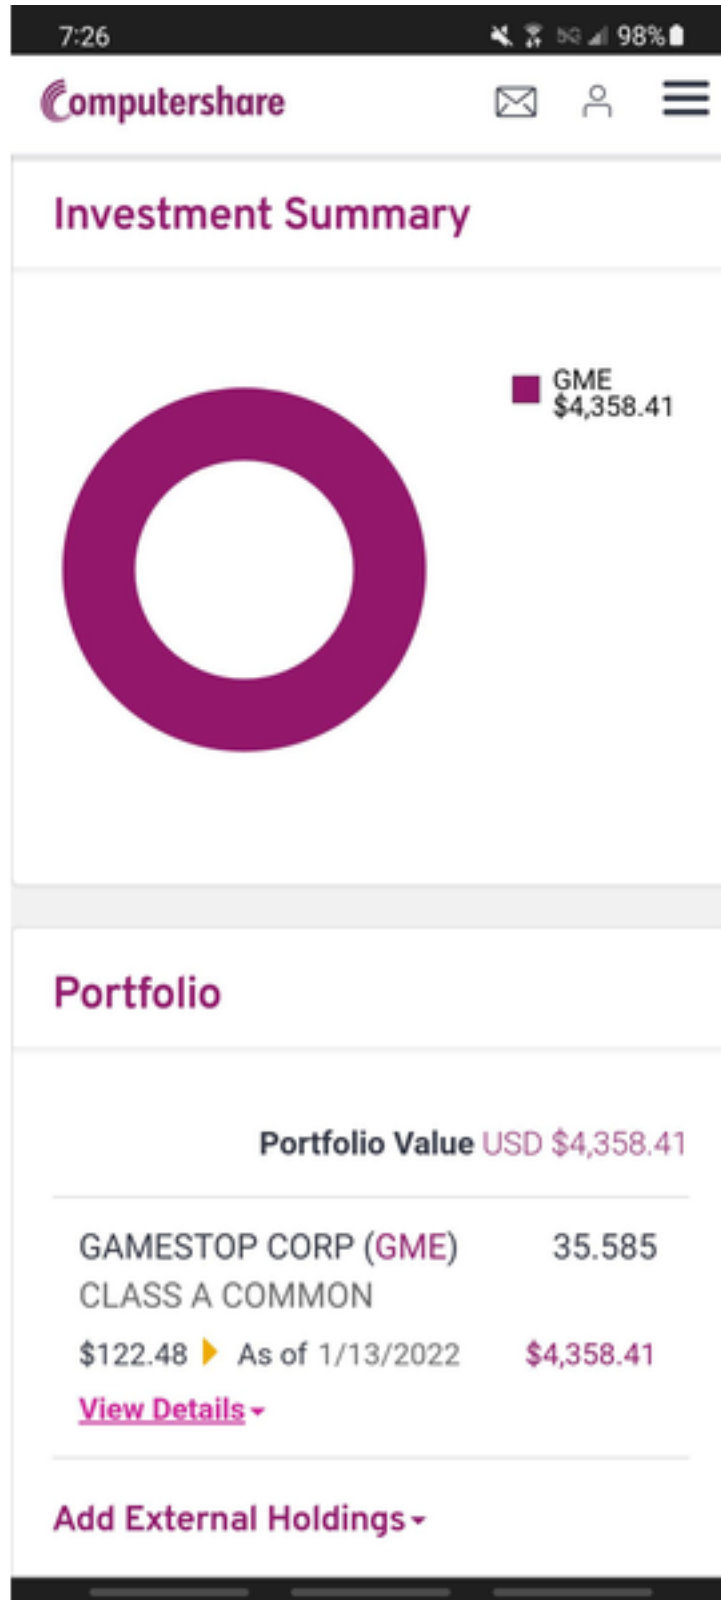 7:26 5G 98%
Computershare
Investment Summary
GME
$4,358.41
Portfolio
Portfolio Value USD $4,358.41
GAMESTOP CORP (GME) 35.585
CLASS A COMMON
$122.48 As of 1/13/2022 $4,358.41
View Details
Add External Holdings